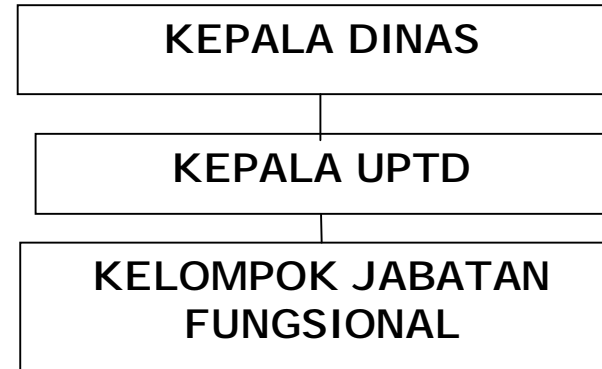 KEPALA DINAS
KEPALA UPTD
KELOMPOK JABATAN
FUNGSIONAL